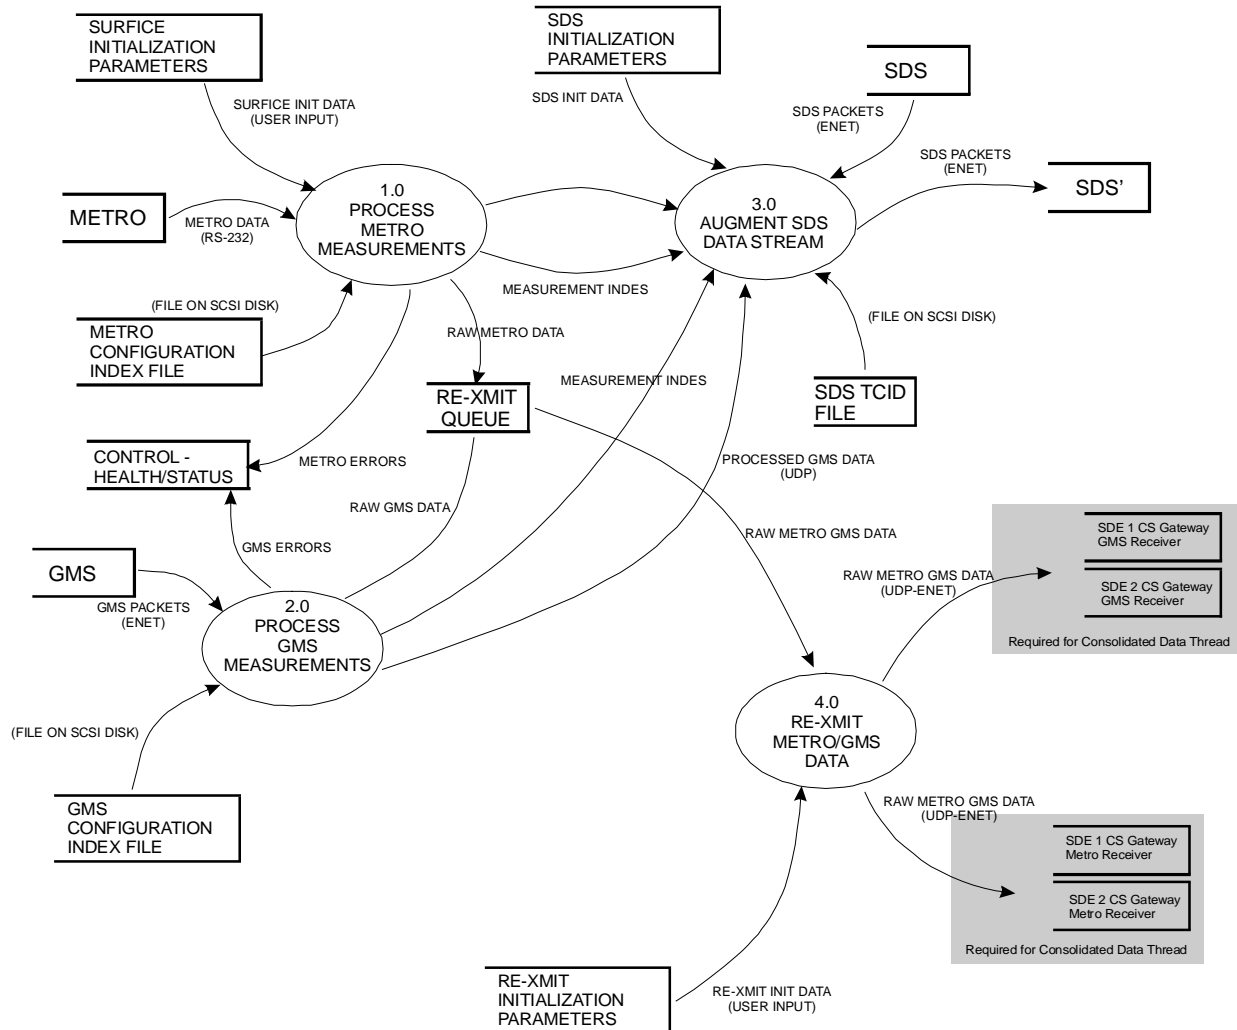 SURFICE
INITIALIZATION
PARAMETERS
SDS
INITIALIZATION
PARAMETERS
SDS
SURFICE INIT DATA
(USER INPUT)
SDS INIT DATA
SDS PACKETS
(ENET)
SDS PACKETS
(ENET)
SDS'
METRO
METRO DATA
(RS-232)
1.0
PROCESS
METRO
MEASUREMENTS
3.0
AUGMENT SDS
DATA STREAM
MEASUREMENT INDES
(FILE ON SCSI DISK)
METRO
CONFIGURATION
INDEX FILE
RAW METRO DATA
(FILE ON SCSI DISK)
MEASUREMENT INDES
RE-XMIT
QUEUE
SDS TCID
FILE
CONTROL -
HEALTH/STATUS
METRO ERRORS
PROCESSED GMS DATA
(UDP)
RAW GMS DATA
GMS ERRORS
RAW METRO GMS DATA
GMS
GMS PACKETS
(ENET)
2.0
PROCESS
GMS
MEASUREMENTS
RAW METRO GMS DATA
(UDP-ENET)
SDE 1 CS Gateway
GMS Receiver
SDE 2 CS Gateway
GMS Receiver
Required for Consolidated Data Thread
(FILE ON SCSI DISK)
4.0
RE-XMIT
METRO/GMS
DATA
GMS
CONFIGURATION
INDEX FILE
RAW METRO GMS DATA
(UDP-ENET)
SDE 1 CS Gateway
Metro Receiver
SDE 2 CS Gateway
Metro Receiver
Required for Consolidated Data Thread
RE-XMIT
INITIALIZATION
PARAMETERS
RE-XMIT INIT DATA
(USER INPUT)